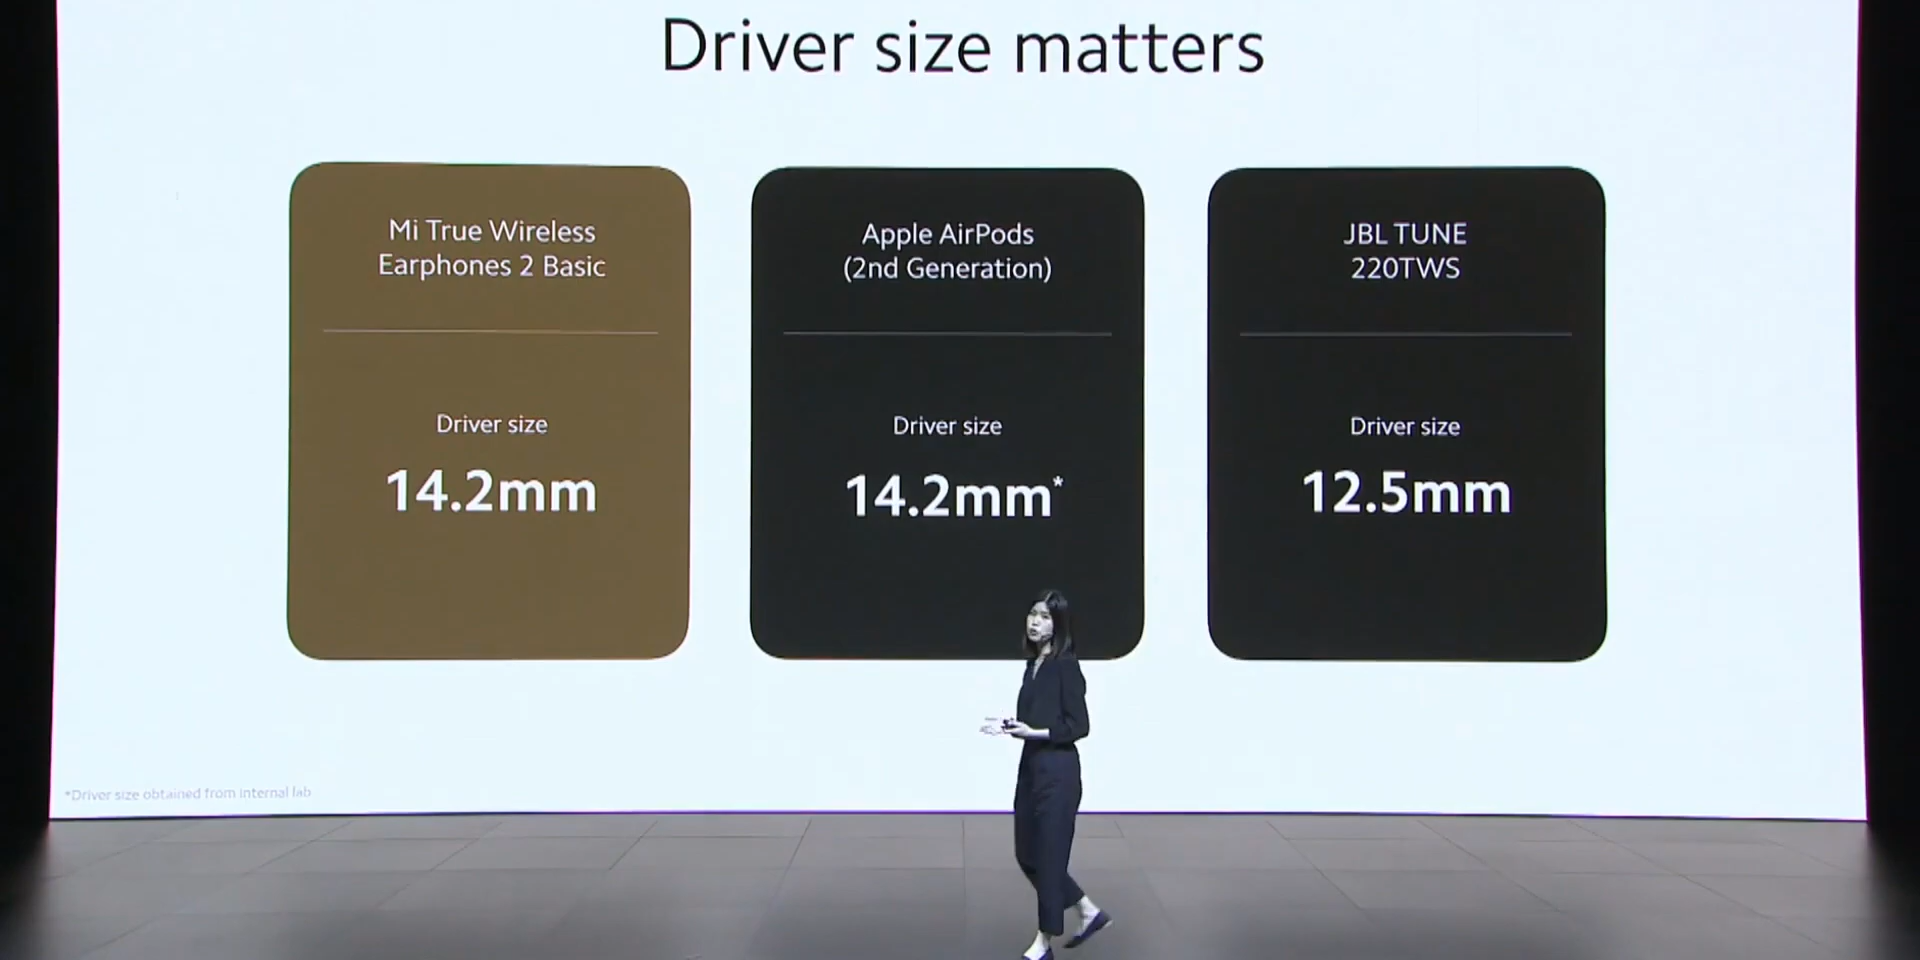 Driver size matters
Mi True Wireless
Earphones 2 Basic
Driver size
14.2mm
Apple AirPods
(2nd Generation)
Driver size
14.2mm*
JBL TUNE
220TWS
Driver size
12.5mm
*Driver size obtained from internal lab